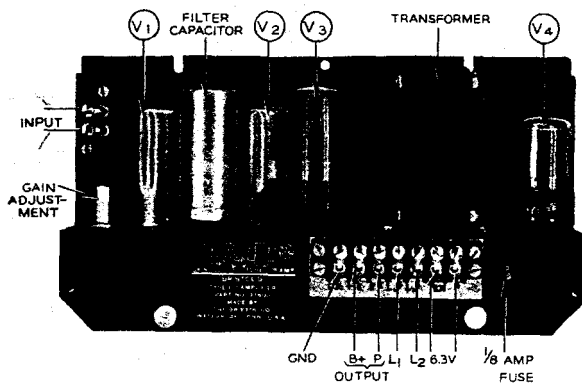 V1
FILTER
CAPACITOR
V2
V3
TRANSFORMER
V4
INPUT
GAIN
ADJUST-
MENT
GND
B+ P L1 L2 6.3V
OUTPUT
1/8 AMP
FUSE